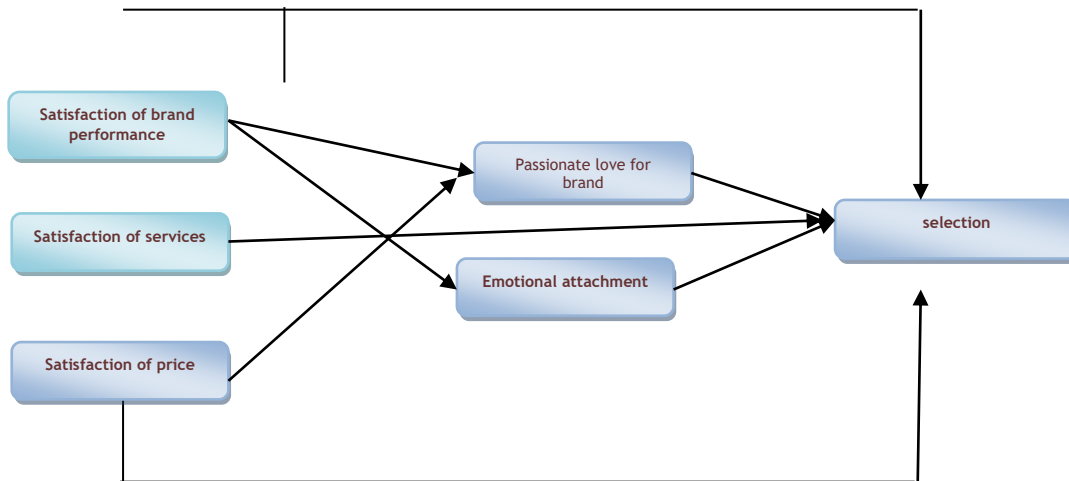 Satisfaction of brand
performance
Passionate love for
brand
Satisfaction of services
selection
Emotional attachment
Satisfaction of price